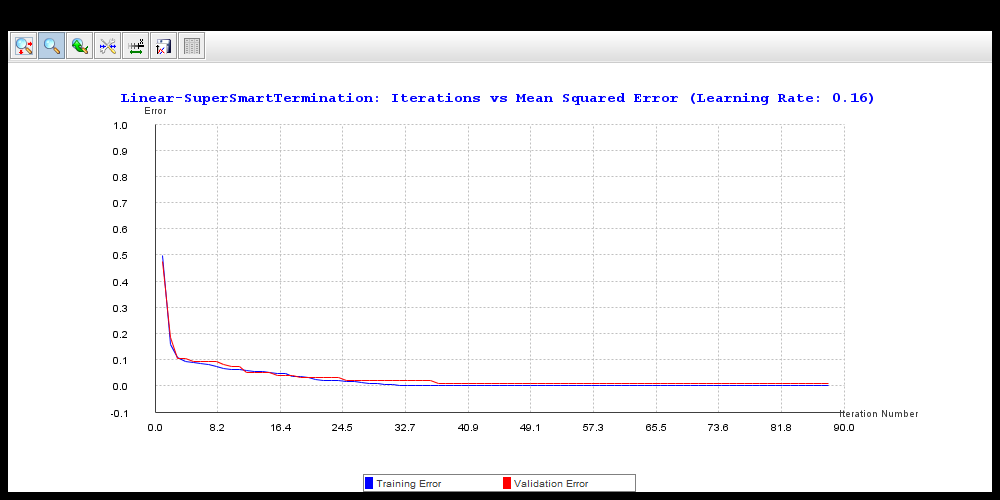 Linear-SuperSmartTermination: Iterations vs Mean Squared Error (Learning Rate: 0.16)
Error
1.0
0.9
0.8
0.7
0.6
0.5
0.4
0.3
0.2
0.1
0.0
-0.1
Iteration Number
0.0 8.2 16.4 24.5 32.7 40.9 49.1 57.3 65.5 73.6 81.8 90.0
Training Error Validation Error